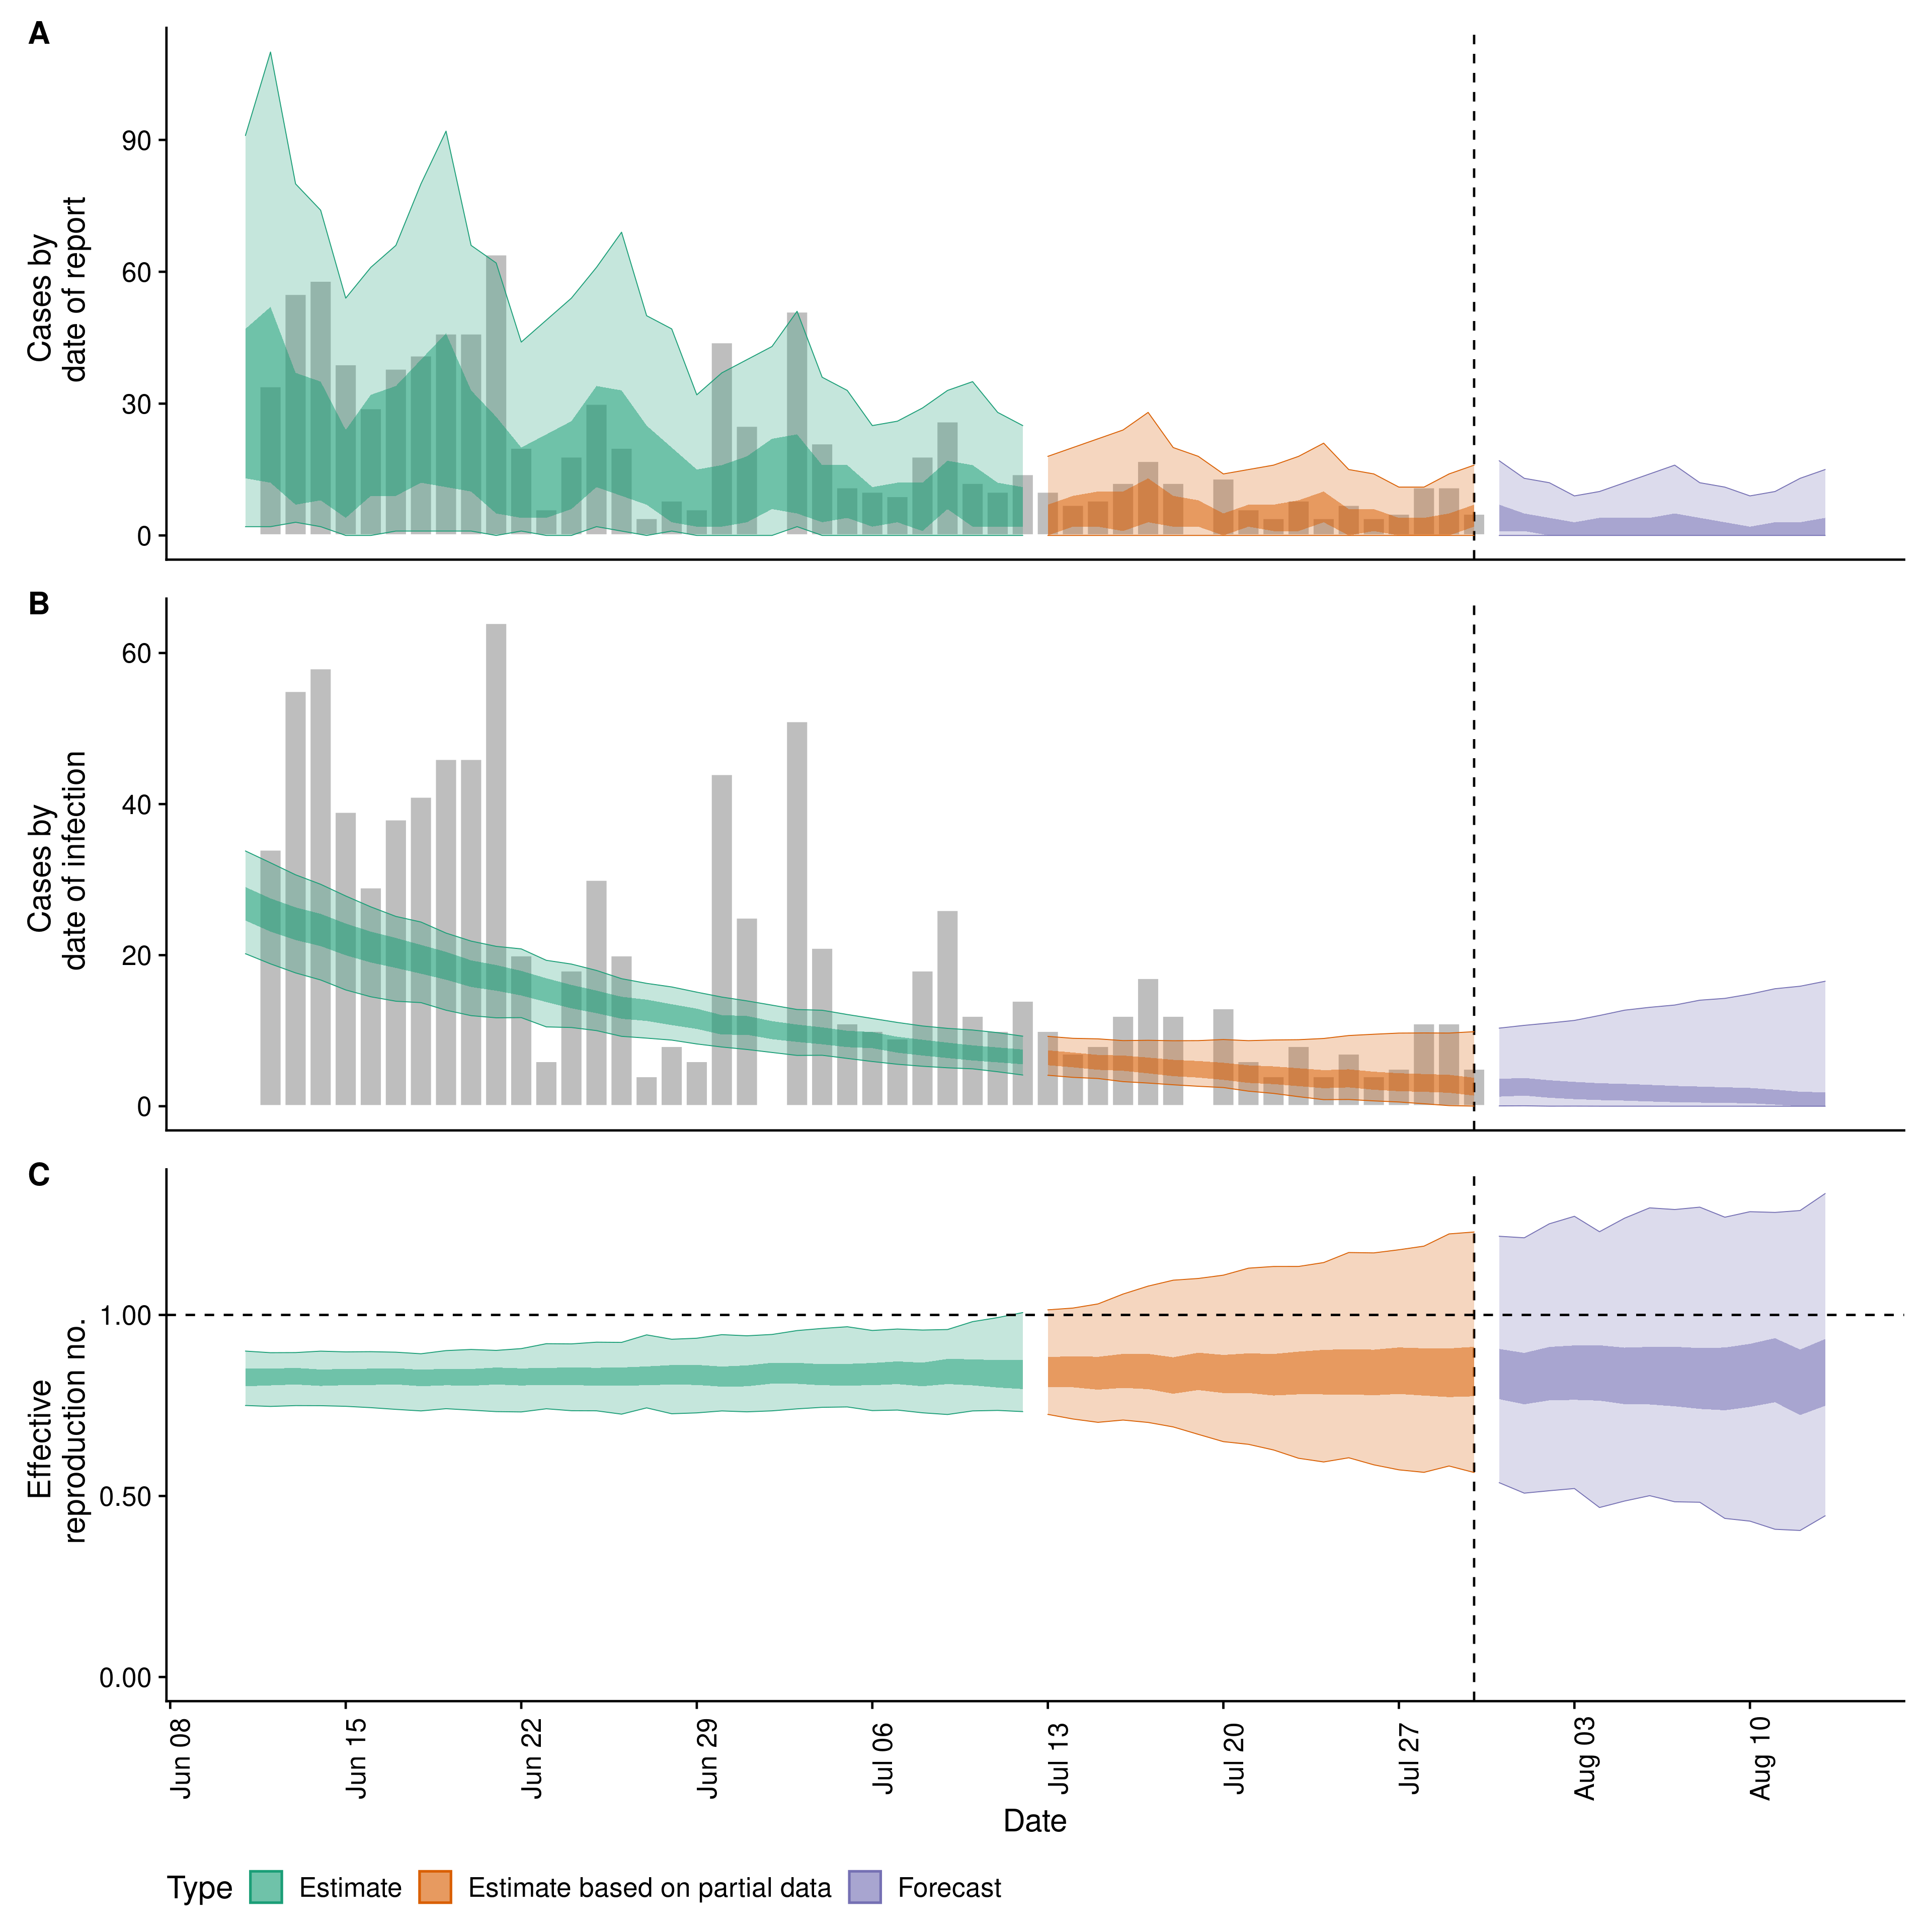 A
Cases by
date of report
90
60
30
0
B
Cases by
date of infection
60
40
20
0
C
Effective
reproduction no.
1.00
0.50
0.00
Jun 08
Jun 15
Jun 22
Jun 29
Jul 06
Jul 13
Jul 20
Jul 27
Aug 03
Aug 10
Date
Type
Estimate
Estimate based on partial data
Forecast